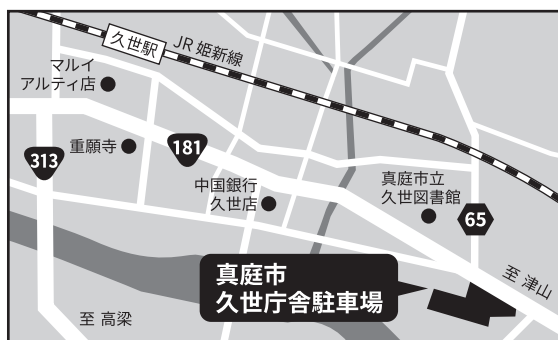 久世駅
JR 姫新線
マルイ
アルティ店
313
重願寺
181
中国銀行
久世店
真庭市立
久世図書館
65
至 津山
真庭市
久世庁舎駐車場
至 高梁